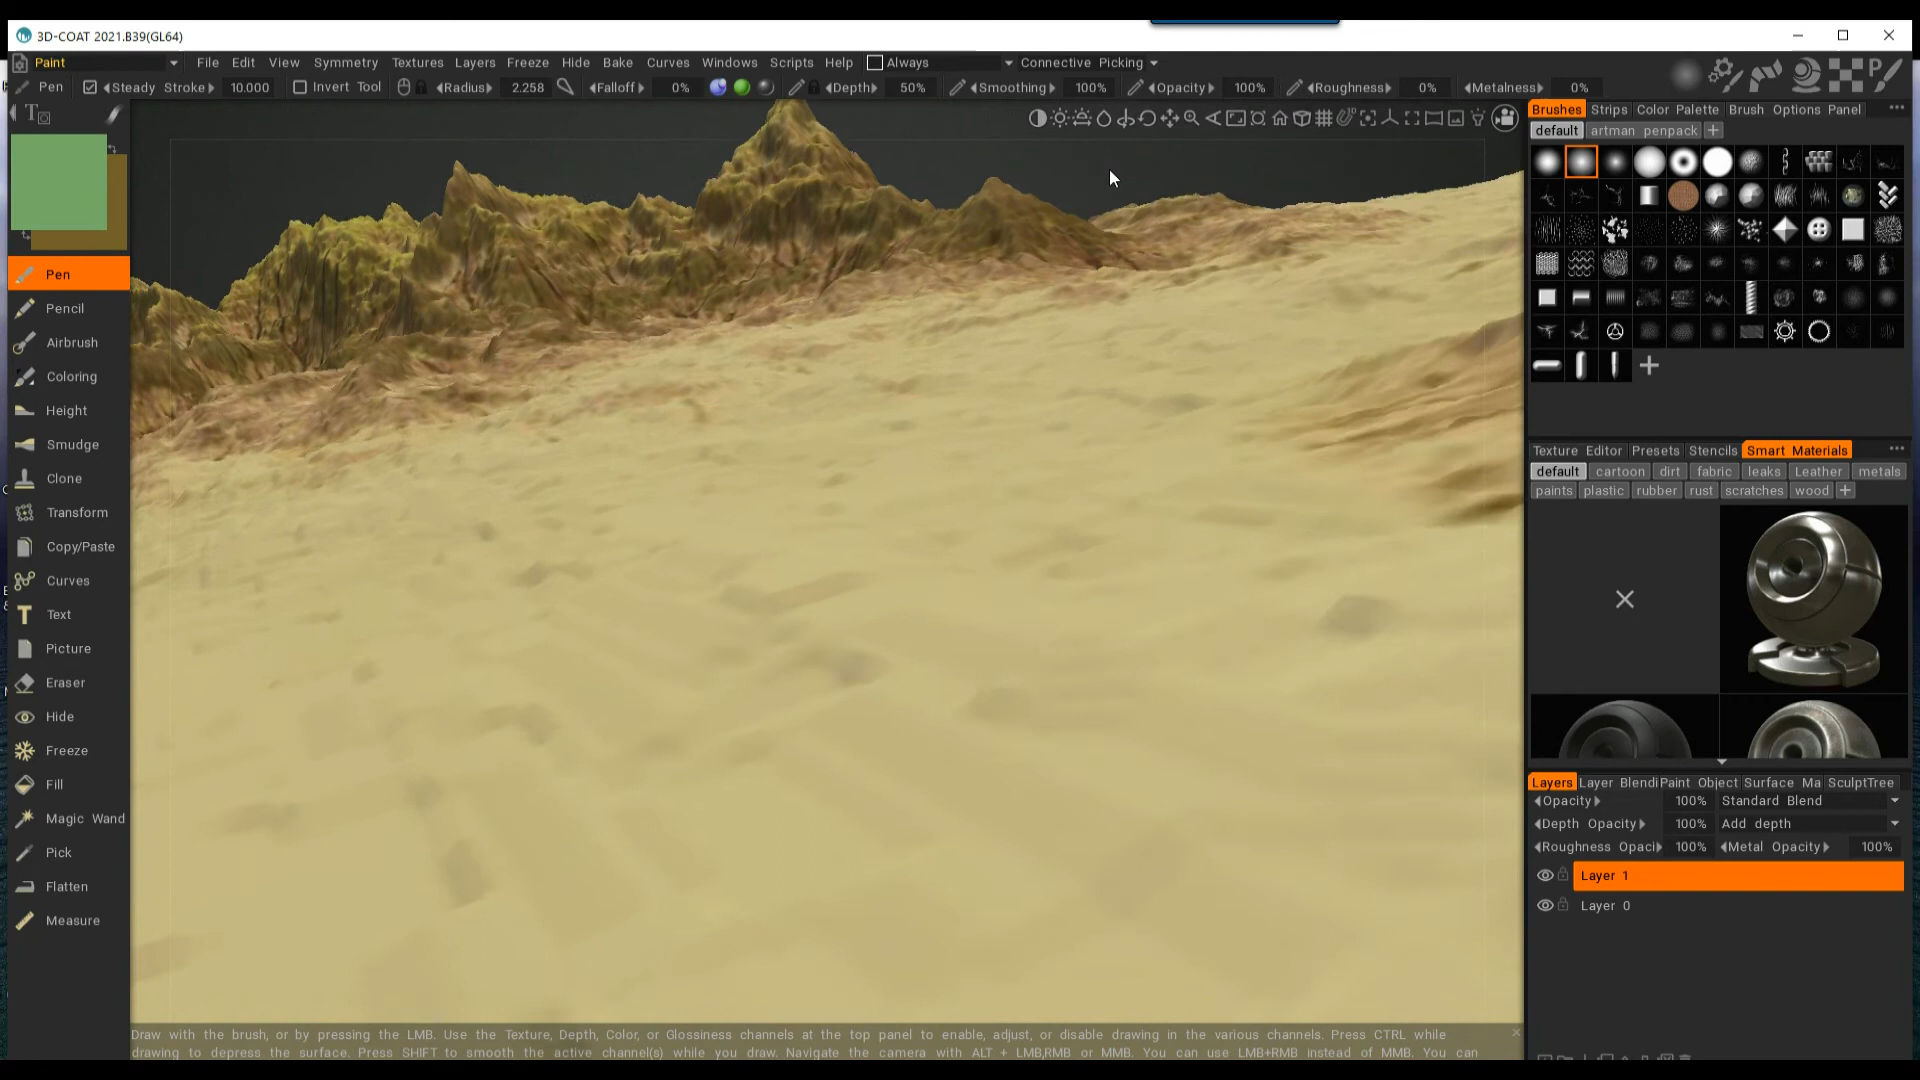 3D-COAT 2021.B39(GL64)
Paint File Edit View Symmetry Textures Layers Freeze Hide Bake Curves Windows Scripts Help Always Connective Picking
Pen Steady Stroke 10.000 Invert Tool Radius 2.258 Falloff 0% Depth 50% Smoothing 100% Opacity 100% Roughness 0% Metalness 0%
Pen
Pencil
Airbrush
Coloring
Height
Smudge
Clone
Transform
Copy/Paste
Curves
Text
Picture
Eraser
Hide
Freeze
Fill
Magic Wand
Pick
Flatten
Measure
Draw with the brush, or by pressing the LMB. Use the Texture, Depth, Color, or Glossiness channels at the top panel to enable, adjust, or disable drawing in the various channels. Press CTRL while
drawing to depress the surface. Press SHIFT to smooth the active channel(s) while you draw. Navigate the camera with ALT + LMB,RMB or MMB. You can use LMB+RMB instead of MMB. You can
Brushes Strips Color Palette Brush Options Panel
default artman penpack +
Texture Editor Presets Stencils Smart Materials
default cartoon dirt fabric leaks Leather metals
paints plastic rubber rust scratches wood +
Layers Layer Blendi Paint Object Surface Ma SculptTree
Opacity 100% Standard Blend
Depth Opacity 100% Add depth
Roughness Opaci 100% Metal Opacity 100%
Layer 1
Layer 0